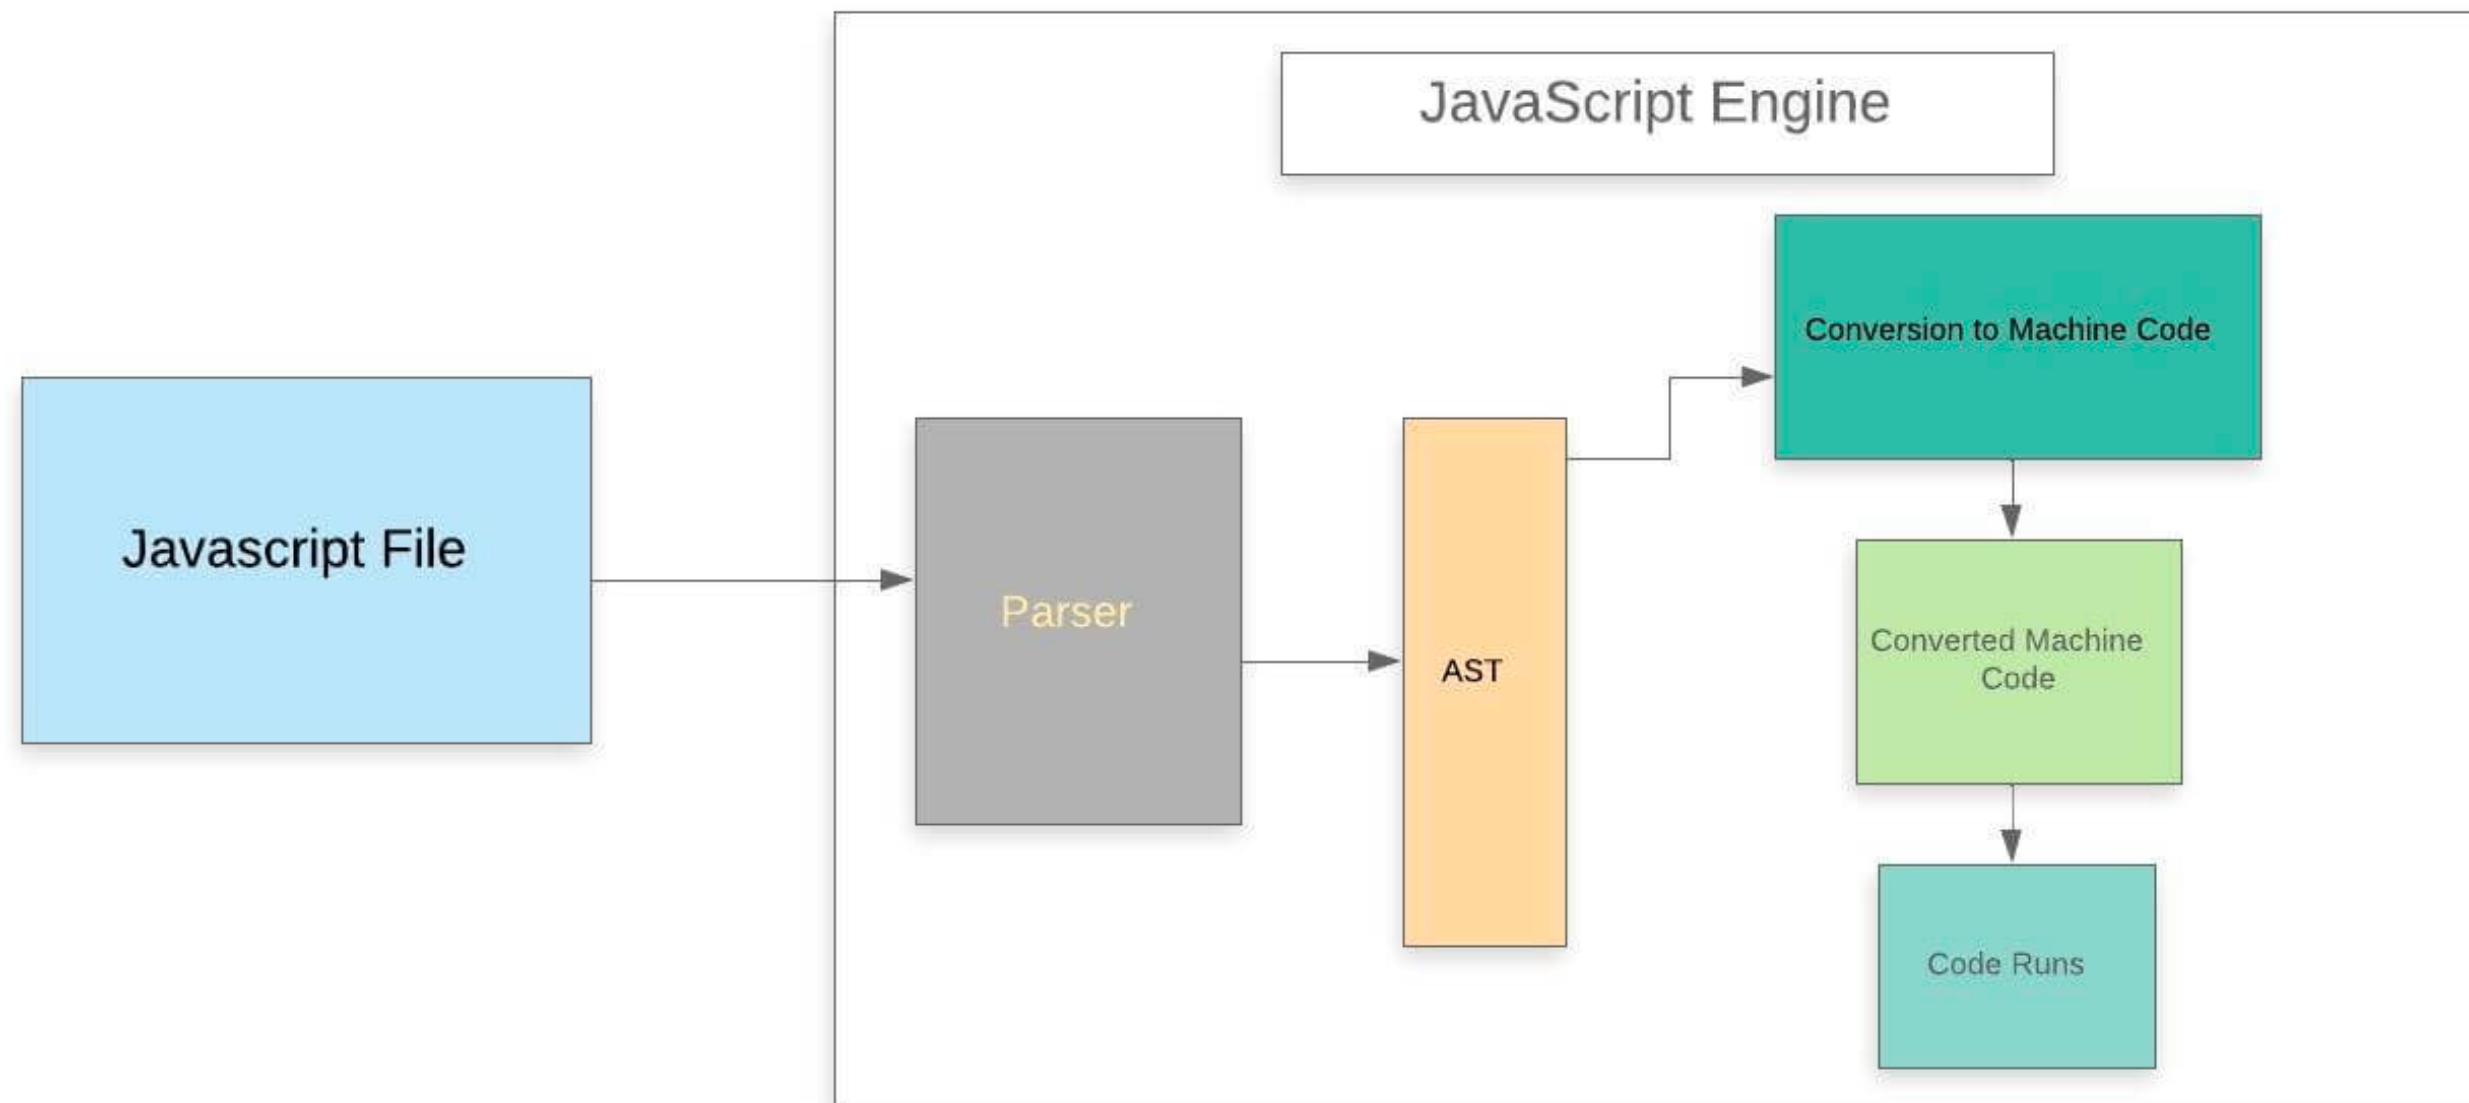 JavaScript Engine
Conversion to Machine Code
Javascript File
Parser
AST
Converted Machine
Code
Code Runs